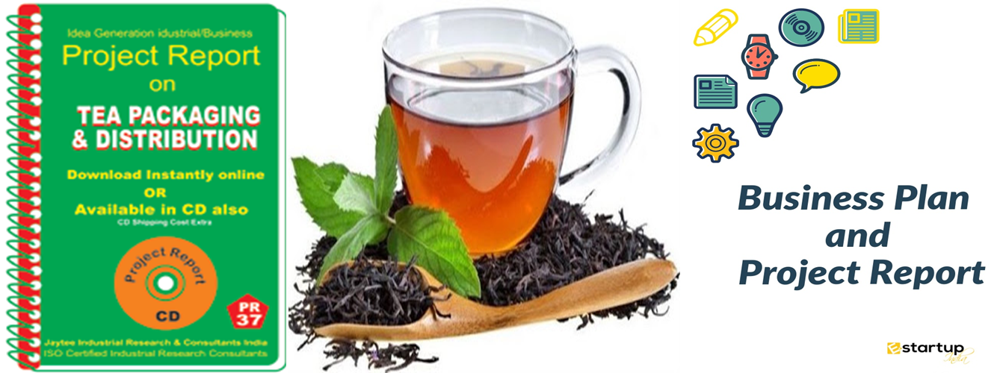 Idea Generation idustrial/Business
Project Report
on
TEA PACKAGING
& DISTRIBUTION
Download Instantly online
OR
Available in CD also
CD Shipping Cost Extra
Project Report
CD
PR
37
Jaytee Industrial Research & Consultants India
ISO Certified Industrial Research Consultants
Business Plan
and
Project Report
startup
India